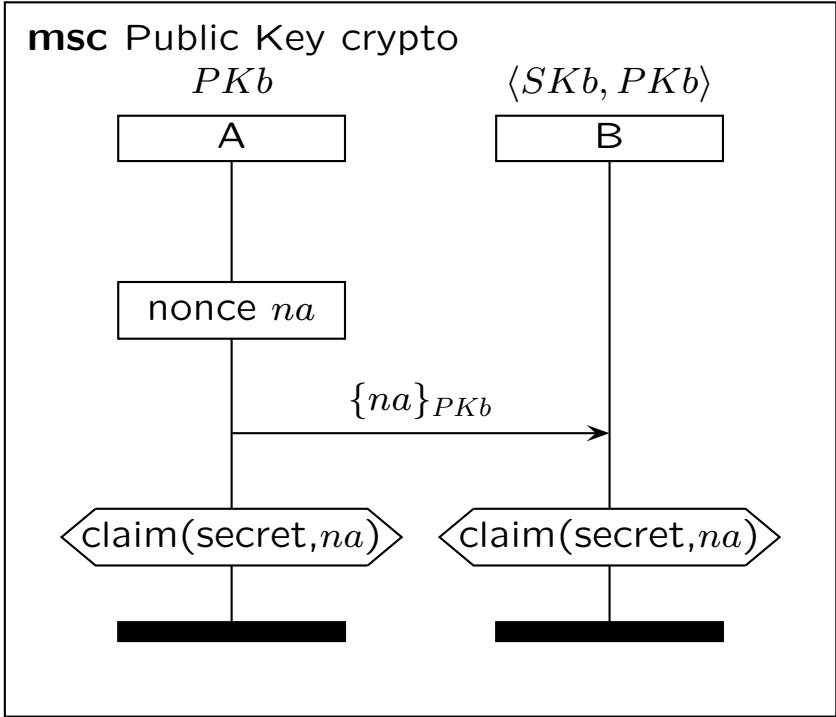 msc Public Key crypto
PKb ⟨SKb, PKb⟩
A B
nonce na
{na}PKb
claim(secret,na) claim(secret,na)